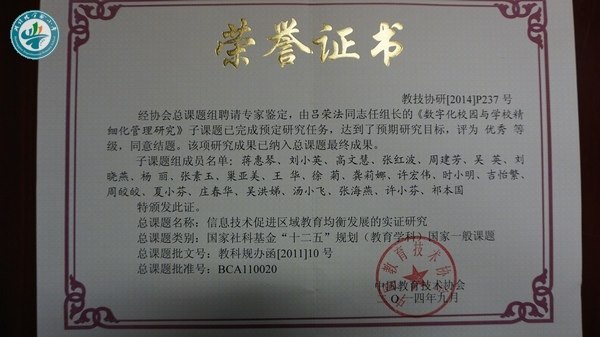 荣誉证书
教技协研[2014]P237 号
经协会总课题组聘请专家鉴定，由吕荣法同志任组长的《数字化校园与学校精
细化管理研究》子课题已完成预定研究任务，达到了预期研究目标，评为 优秀 等
级，同意结题。该项研究成果已纳入总课题最终成果。
子课题组成员名单：蒋惠琴、刘小英、高文慧、张红波、周建芳、吴 英、刘
晓燕、杨 丽、张素玉、巢亚美、王 华、徐 莉、龚莉娜、许宏伟、时小明、吉怡繁、
周皎皎、夏小芬、庄春华、吴洪娣、汤小飞、张海燕、许小芬、祁本国
特颁发此证。
总课题名称：信息技术促进区域教育均衡发展的实证研究
总课题类别：国家社科基金“十二五”规划（教育学科）国家一般课题
总课题批文号：教科规办函[2011]10 号
总课题批准号：BCA110020
中国教育技术协会
二〇一四年九月